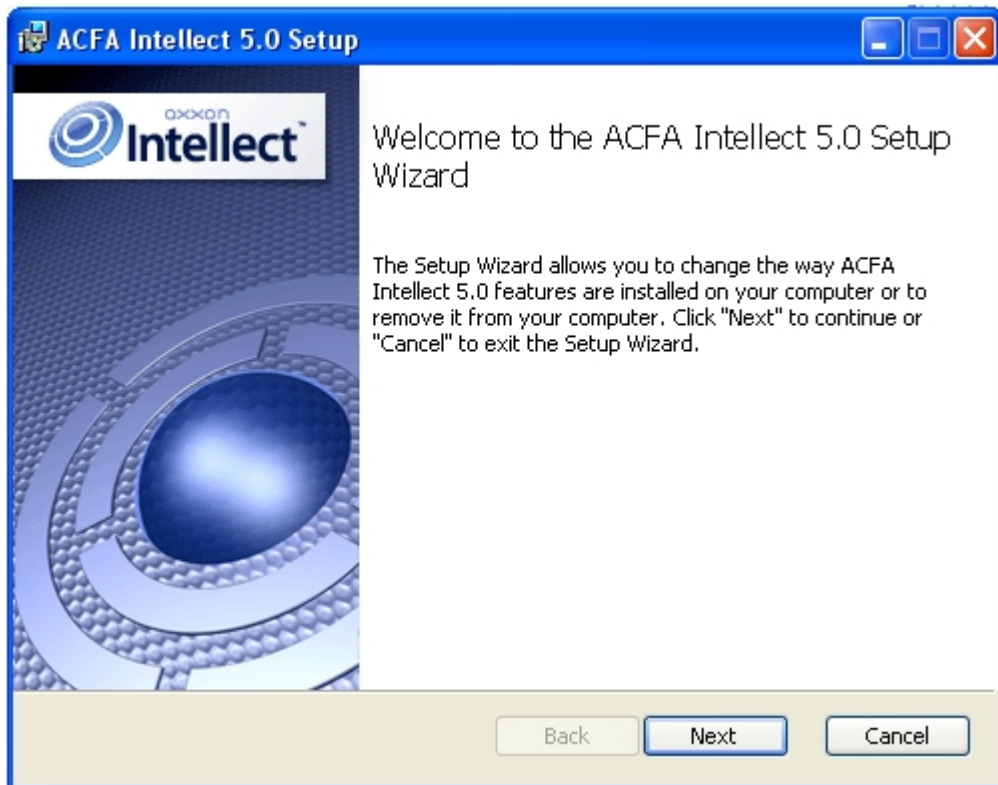 ACFA Intellect 5.0 Setup
axxon
Intellect™
Welcome to the ACFA Intellect 5.0 Setup
Wizard
The Setup Wizard allows you to change the way ACFA
Intellect 5.0 features are installed on your computer or to
remove it from your computer. Click "Next" to continue or
"Cancel" to exit the Setup Wizard.
Back
Next
Cancel